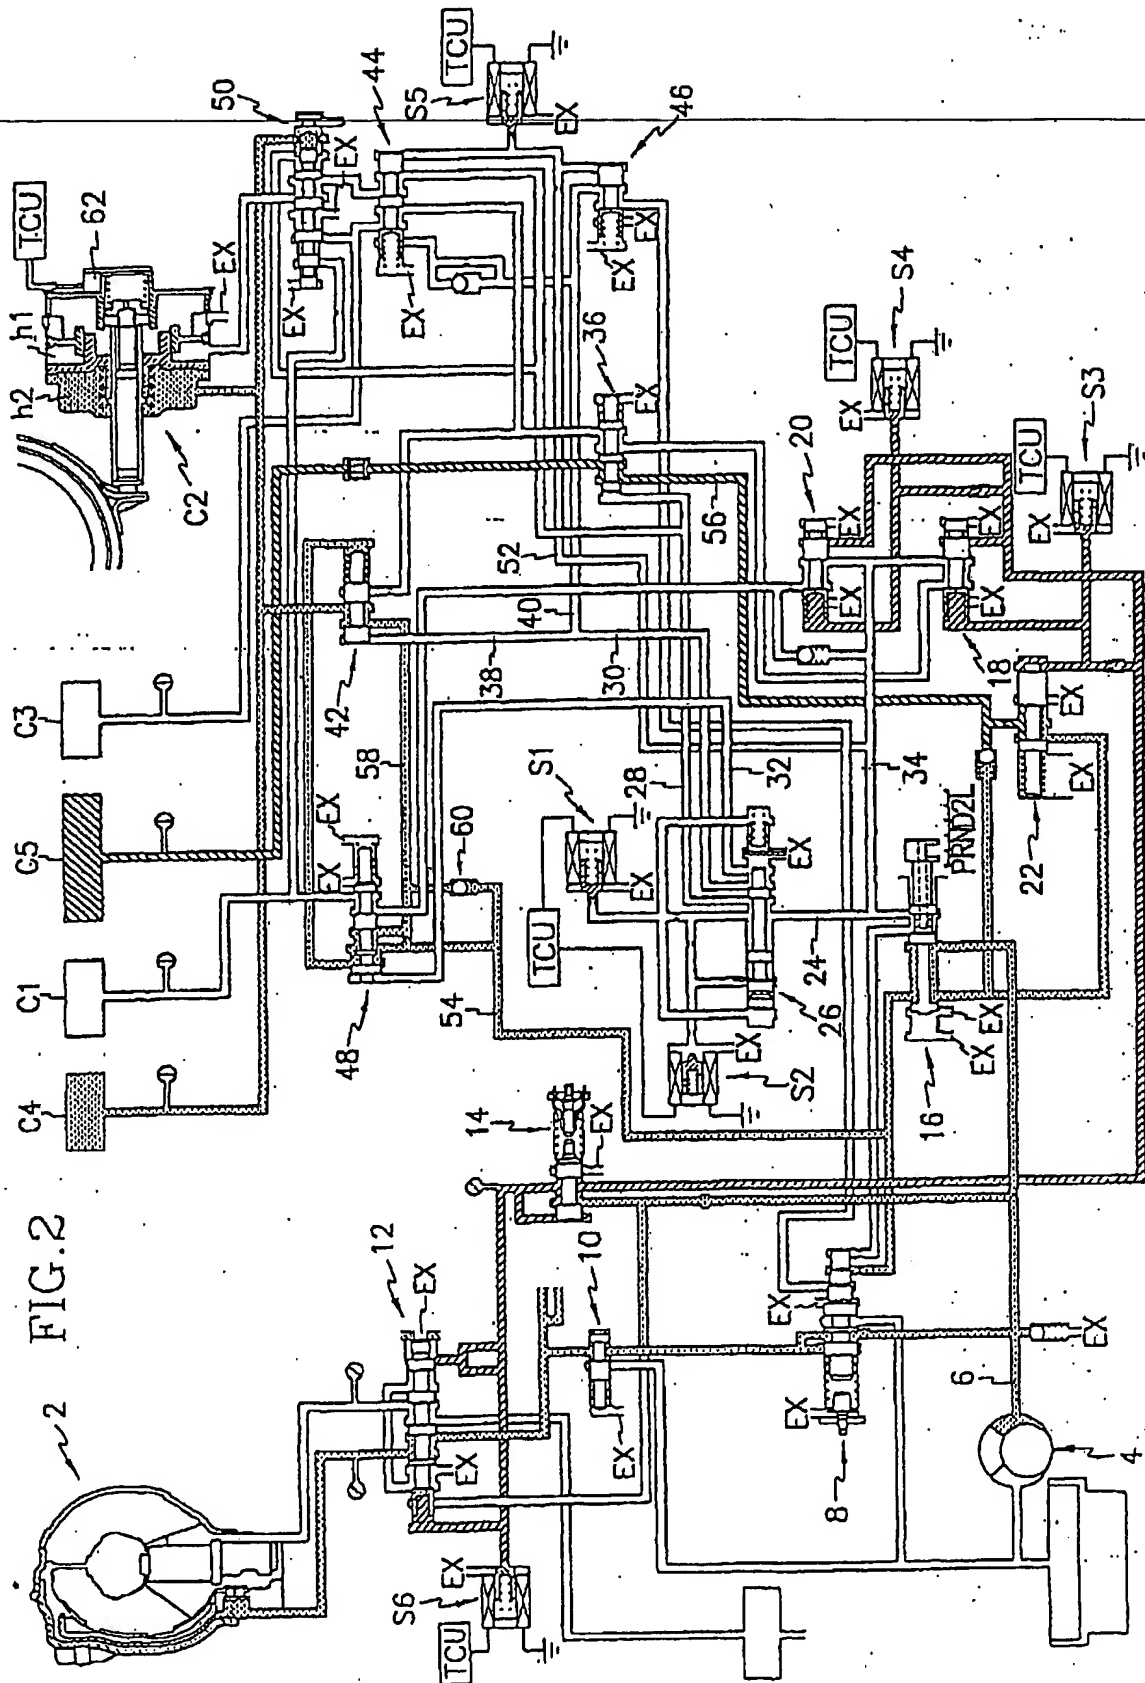 FIG.2
2
C4
C1
C5
C3
h2
h1
TCU
62
EX
C2
50
EX
EX
44
EX
TCU
S5
EX
46
EX
12
EX
EX
S6
EX
TCU
10
EX
14
EX
48
EX
EX
42
58
60
54
38
40
52
30
36
EX
56
S1
TCU
EX
28
32
34
S2
EX
26
24
EX
20
EX
EX
18
EX
EX
TCU
S4
EX
TCU
S3
EX
22
EX
EX
16
EX
EX
PRND2L
8
EX
EX
EX
6
4